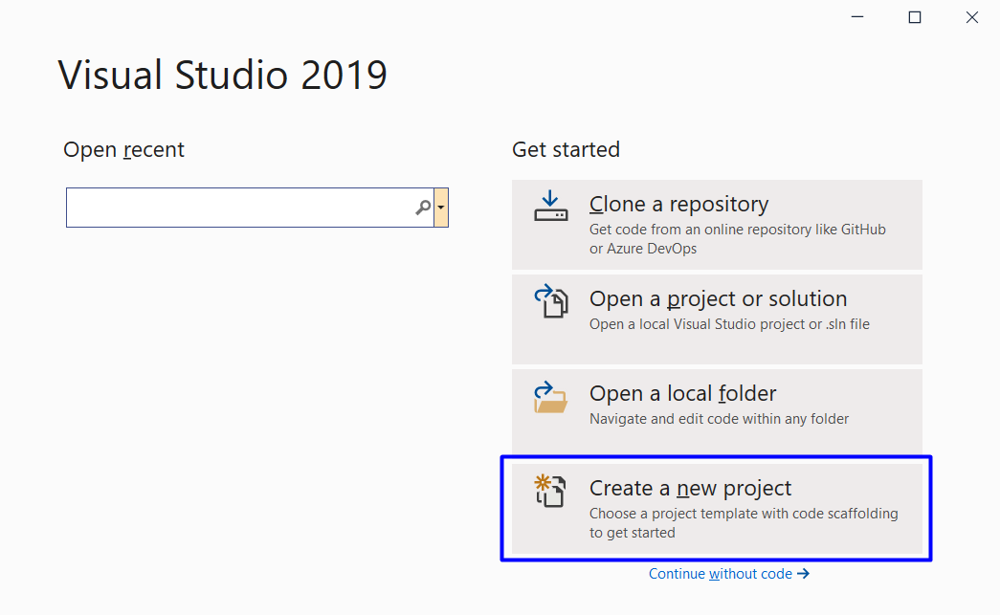 Visual Studio 2019
Open recent
Get started
Clone a repository
Get code from an online repository like GitHub
or Azure DevOps
Open a project or solution
Open a local Visual Studio project or .sln file
Open a local folder
Navigate and edit code within any folder
Create a new project
Choose a project template with code scaffolding
to get started
Continue without code →